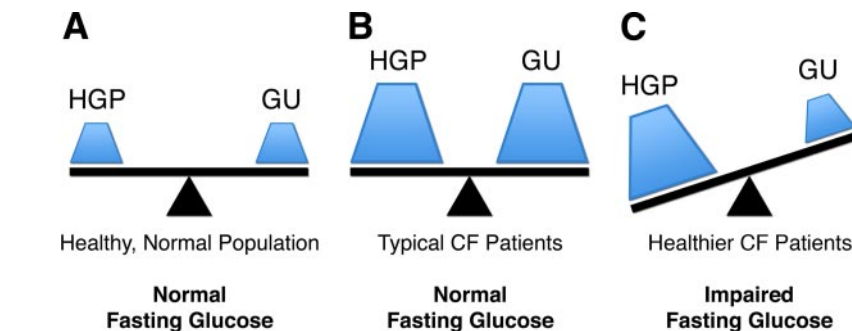 A
HGP
GU
Healthy, Normal Population
Normal
Fasting Glucose
B
HGP
GU
Typical CF Patients
Normal
Fasting Glucose
C
HGP
GU
Healthier CF Patients
Impaired
Fasting Glucose